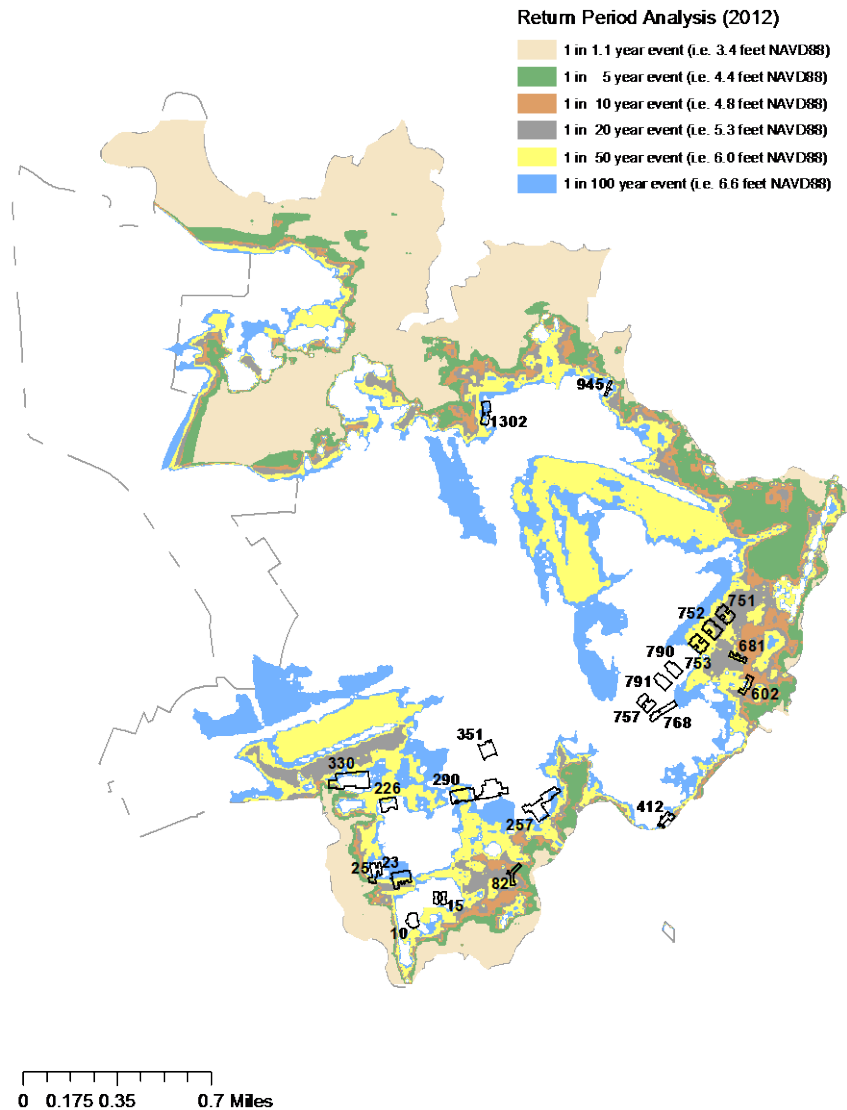 Return Period Analysis (2012)
1 in 1.1 year event (i.e. 3.4 feet NAVD88)
1 in 5 year event (i.e. 4.4 feet NAVD88)
1 in 10 year event (i.e. 4.8 feet NAVD88)
1 in 20 year event (i.e. 5.3 feet NAVD88)
1 in 50 year event (i.e. 6.0 feet NAVD88)
1 in 100 year event (i.e. 6.6 feet NAVD88)
945
1302
751
752
681
790
753
791
602
757
768
351
330
290
226
412
257
25
23
82
15
10
0 0.175 0.35 0.7 Miles